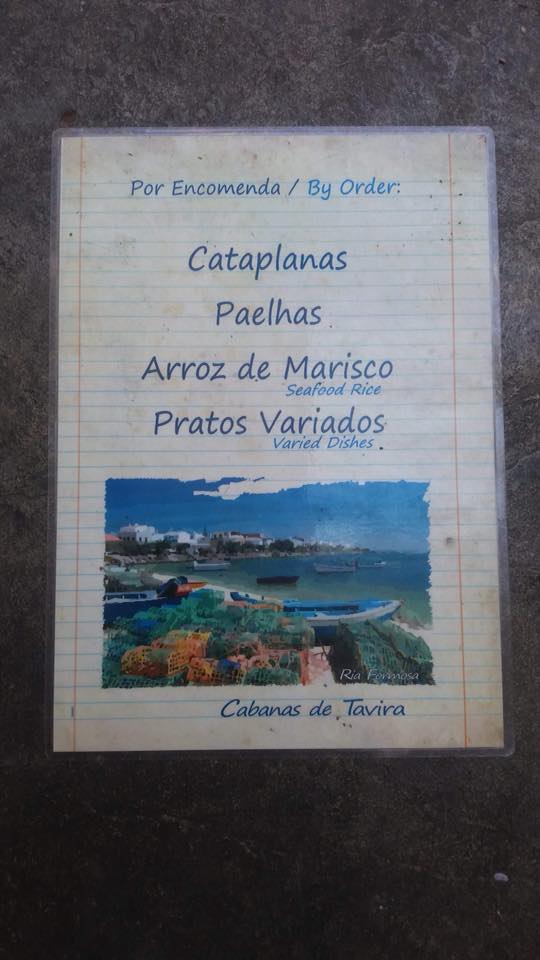 Por Encomenda / By Order:
Cataplanas
Paelhas
Arroz de Marisco
Seafood Rice
Pratos Variados
Varied Dishes
Ria Formosa
Cabanas de Tavira